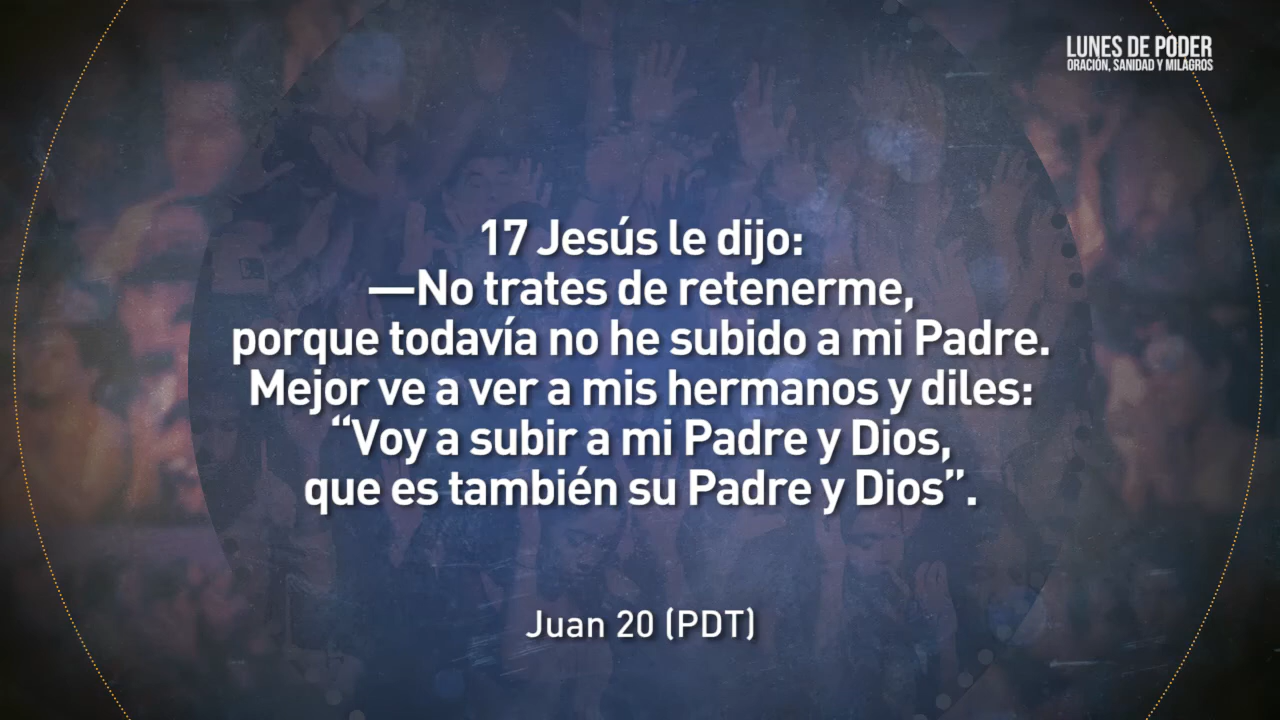 LUNES DE PODER
ORACIÓN, SANIDAD Y MILAGROS
17 Jesús le dijo:
—No trates de retenerme,
porque todavía no he subido a mi Padre.
Mejor ve a ver a mis hermanos y diles:
“Voy a subir a mi Padre y Dios,
que es también su Padre y Dios”.
Juan 20 (PDT)